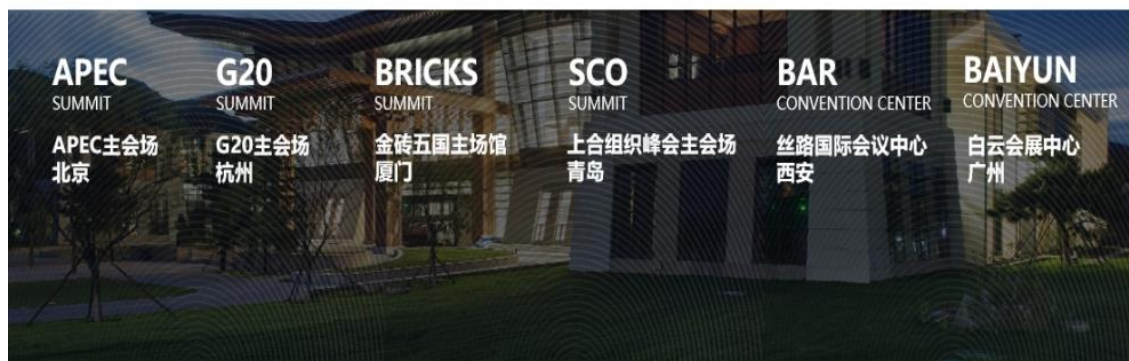 APEC
SUMMIT
APEC主会场
北京
G20
SUMMIT
G20主会场
杭州
BRICKS
SUMMIT
金砖五国主场馆
厦门
SCO
SUMMIT
上合组织峰会主会场
青岛
BAR
CONVENTION CENTER
丝路国际会议中心
西安
BAIYUN
CONVENTION CENTER
白云会展中心
广州